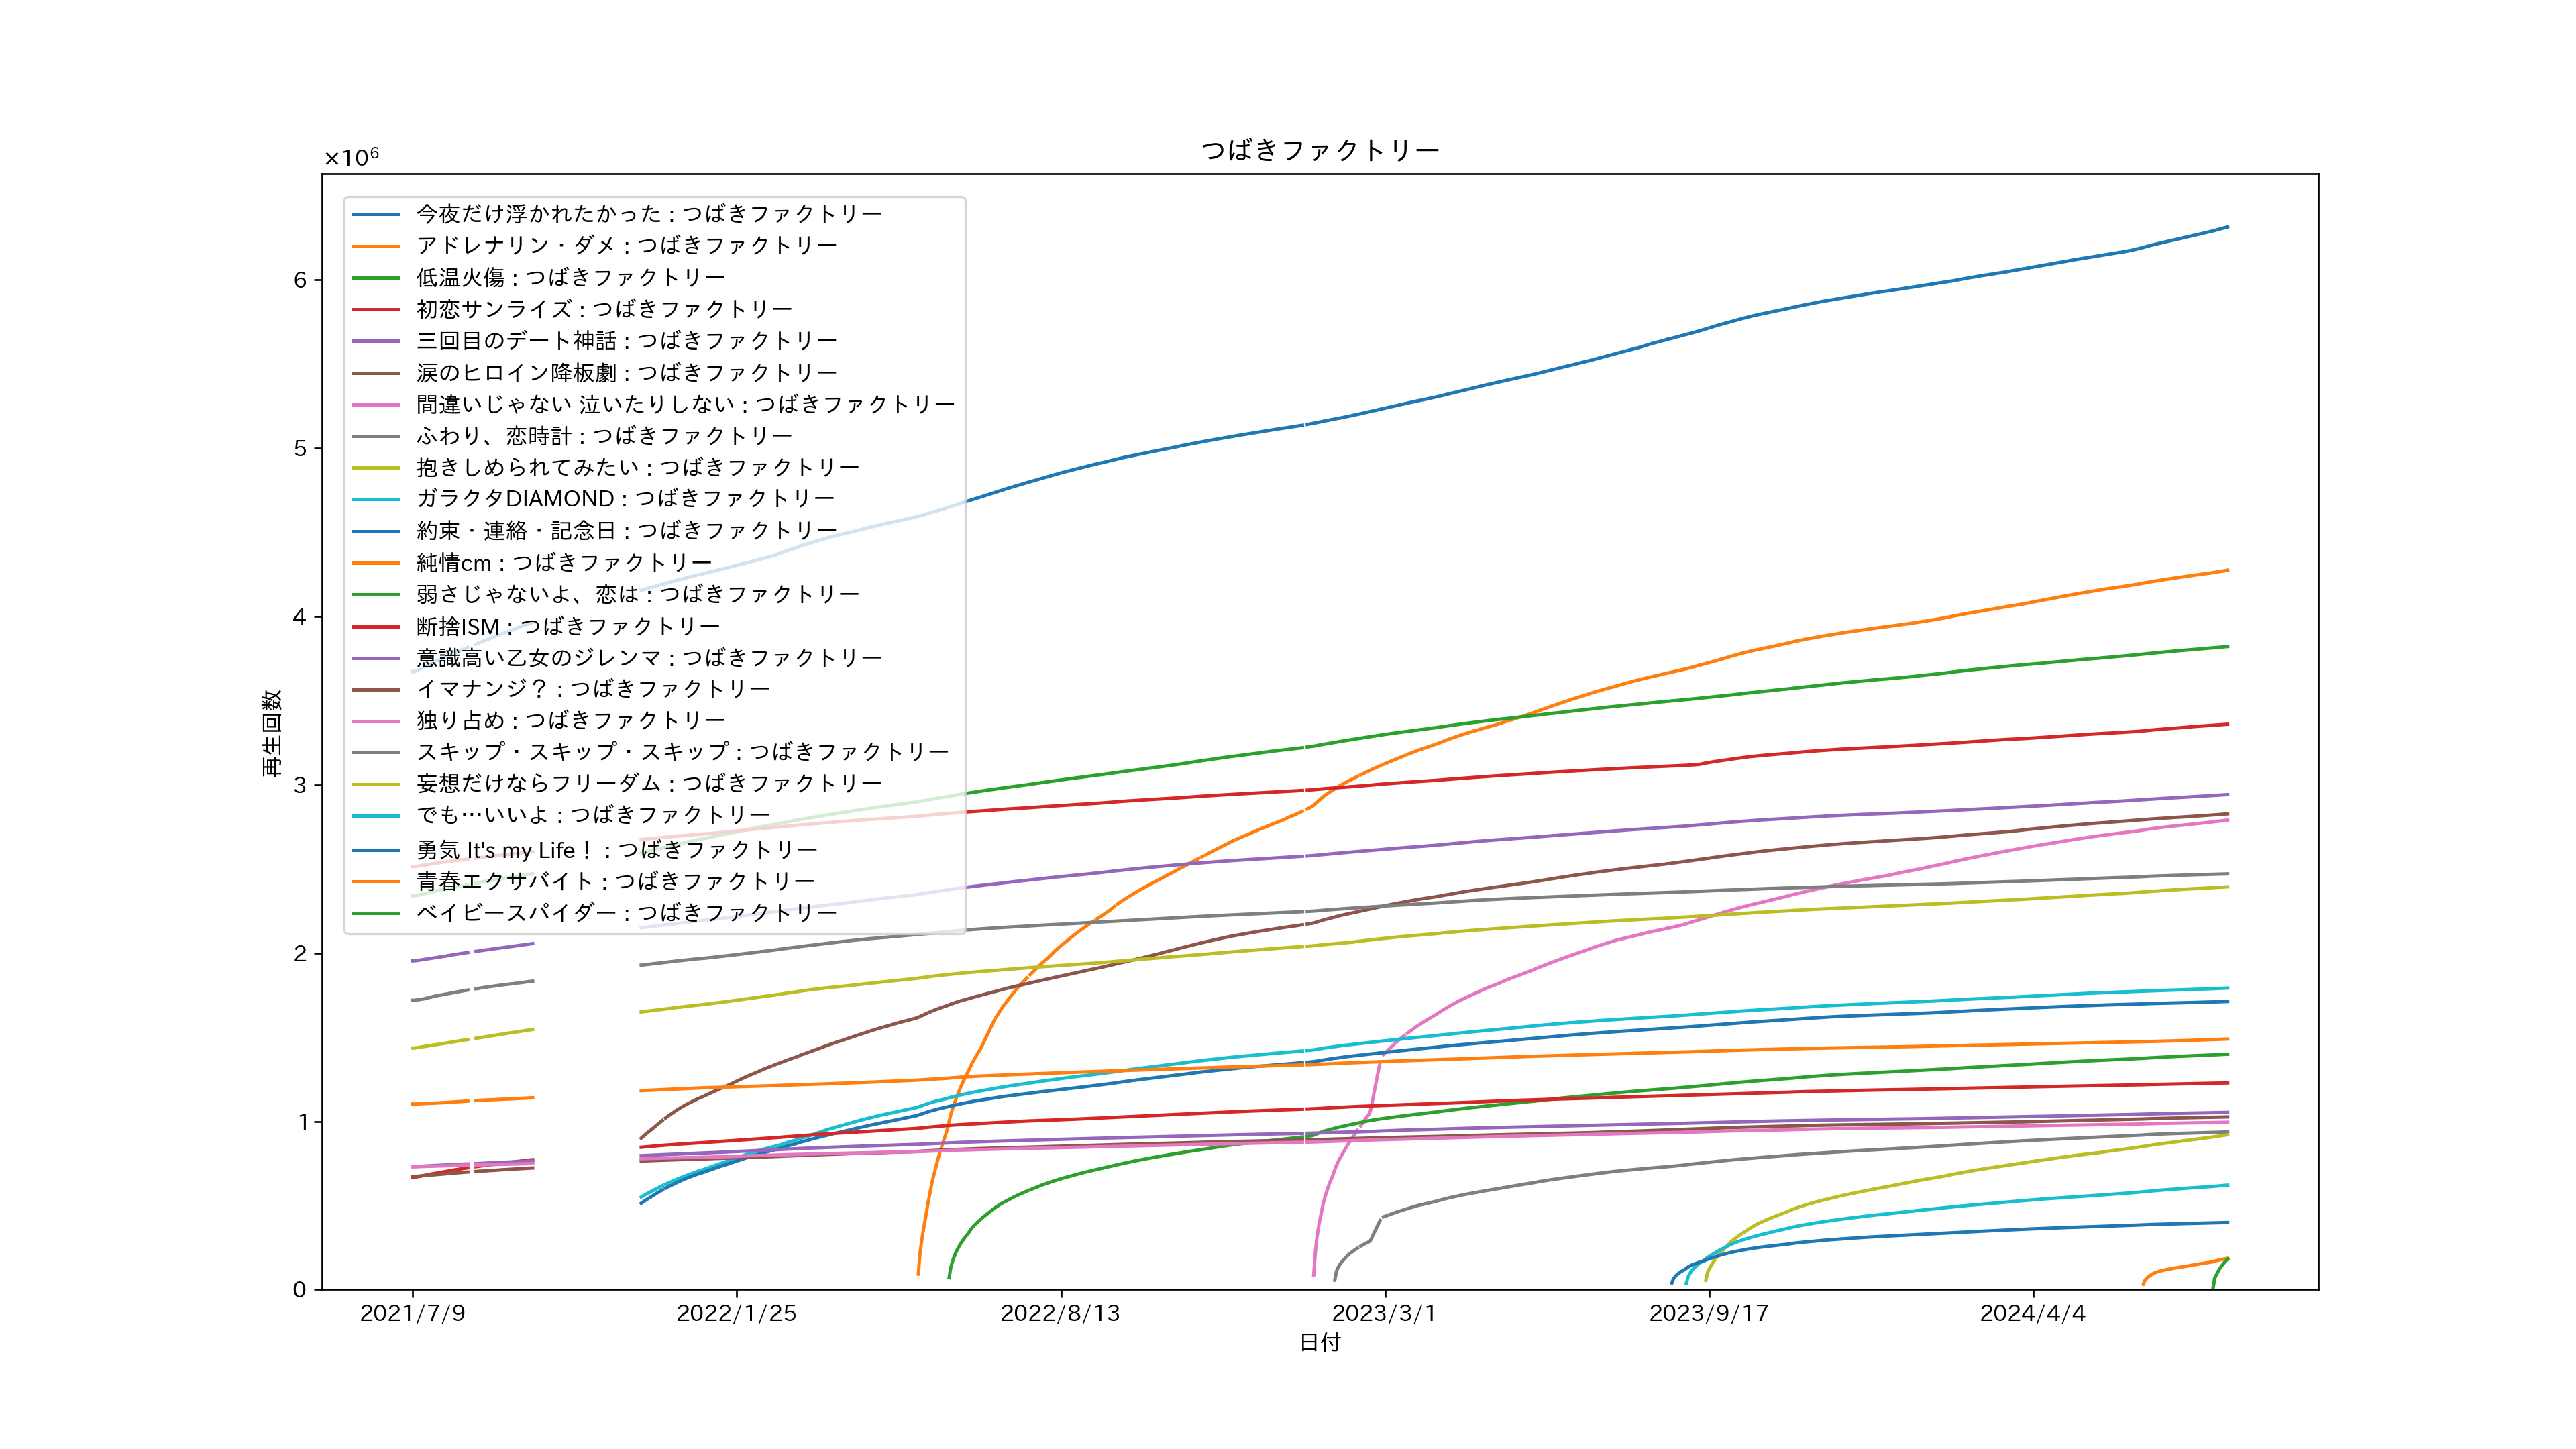 つばきファクトリー
×10⁶
今夜だけ浮かれたかった : つばきファクトリー
アドレナリン・ダメ : つばきファクトリー
低温火傷 : つばきファクトリー
初恋サンライズ : つばきファクトリー
三回目のデート神話 : つばきファクトリー
涙のヒロイン降板劇 : つばきファクトリー
間違いじゃない 泣いたりしない : つばきファクトリー
ふわり、恋時計 : つばきファクトリー
抱きしめられてみたい : つばきファクトリー
ガラクタDIAMOND : つばきファクトリー
約束・連絡・記念日 : つばきファクトリー
純情cm : つばきファクトリー
弱さじゃないよ、恋は : つばきファクトリー
断捨ISM : つばきファクトリー
意識高い乙女のジレンマ : つばきファクトリー
イマナンジ？ : つばきファクトリー
独り占め : つばきファクトリー
スキップ・スキップ・スキップ : つばきファクトリー
妄想だけならフリーダム : つばきファクトリー
でも…いいよ : つばきファクトリー
勇気 It's my Life！ : つばきファクトリー
青春エクサバイト : つばきファクトリー
ベイビースパイダー : つばきファクトリー
6
5
4
3
2
1
0
再生回数
2021/7/9 2022/1/25 2022/8/13 2023/3/1 2023/9/17 2024/4/4
日付